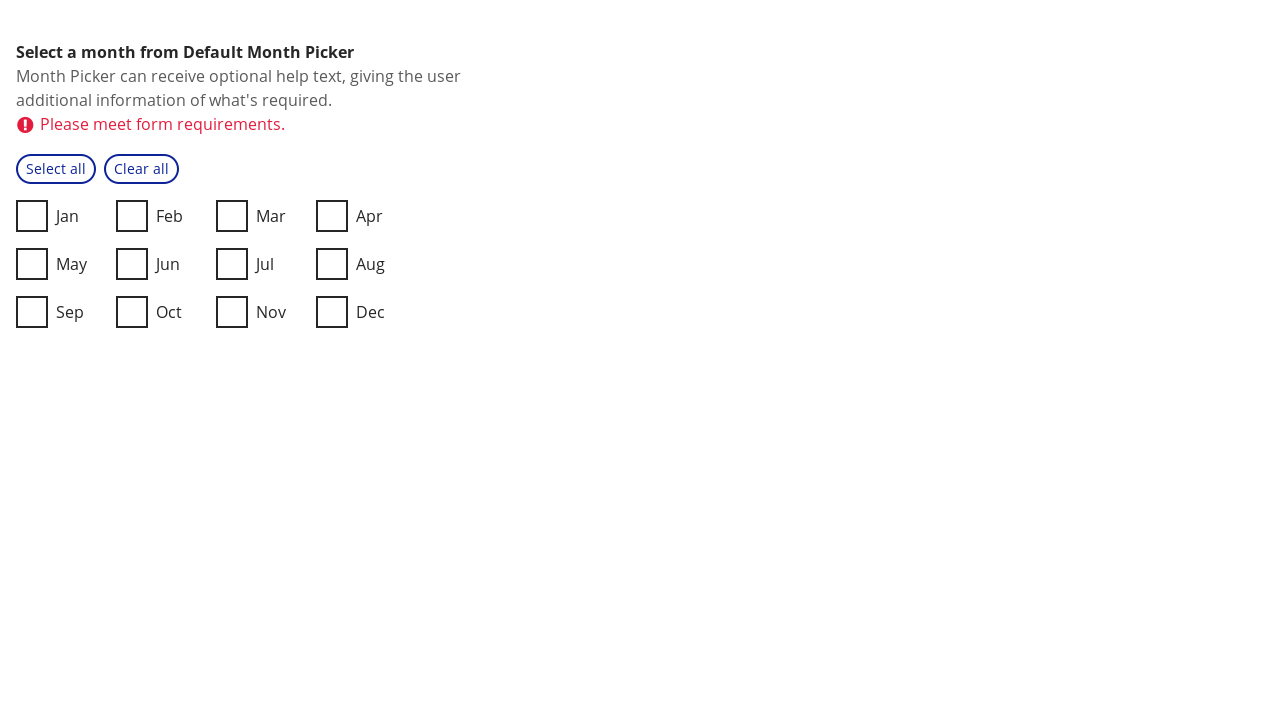 Select a month from Default Month Picker
Month Picker can receive optional help text, giving the user
additional information of what's required.
Please meet form requirements.
Select all Clear all
Jan Feb Mar Apr
May Jun Jul Aug
Sep Oct Nov Dec